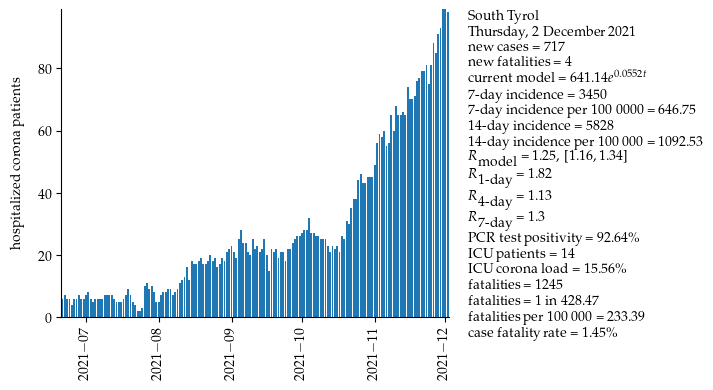 hospitalized corona patients
80
60
40
20
0
2021−07
2021−08
2021−09
2021−10
2021−11
2021−12
South Tyrol
Thursday, 2 December 2021
new cases = 717
new fatalities = 4
current model = 641.14e^0.0552t
7-day incidence = 3450
7-day incidence per 100 0000 = 646.75
14-day incidence = 5828
14-day incidence per 100 000 = 1092.53
R_model = 1.25, [1.16, 1.34]
R_1-day = 1.82
R_4-day = 1.13
R_7-day = 1.3
PCR test positivity = 92.64%
ICU patients = 14
ICU corona load = 15.56%
fatalities = 1245
fatalities = 1 in 428.47
fatalities per 100 000 = 233.39
case fatality rate = 1.45%